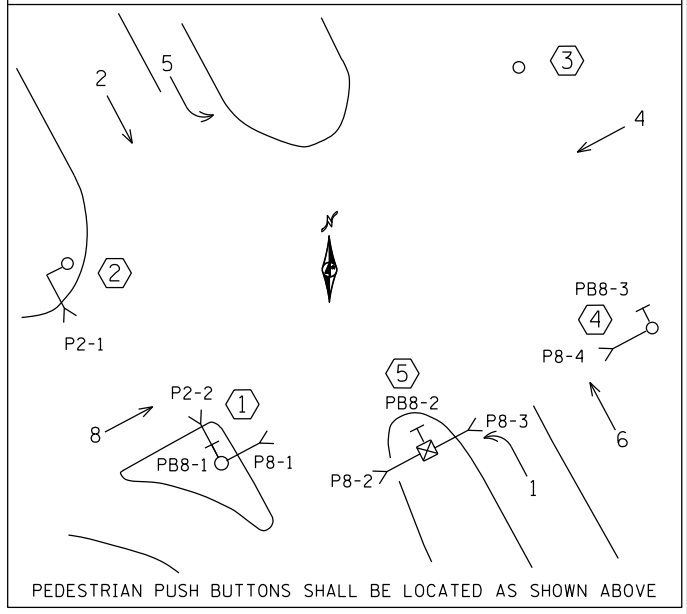 3
5
2
4
N
2
PB8-3
4
P2-1
P8-4
5
P2-2
1
PB8-2
P8-3
8
6
PB8-1
P8-1
P8-2
1
PEDESTRIAN PUSH BUTTONS SHALL BE LOCATED AS SHOWN ABOVE